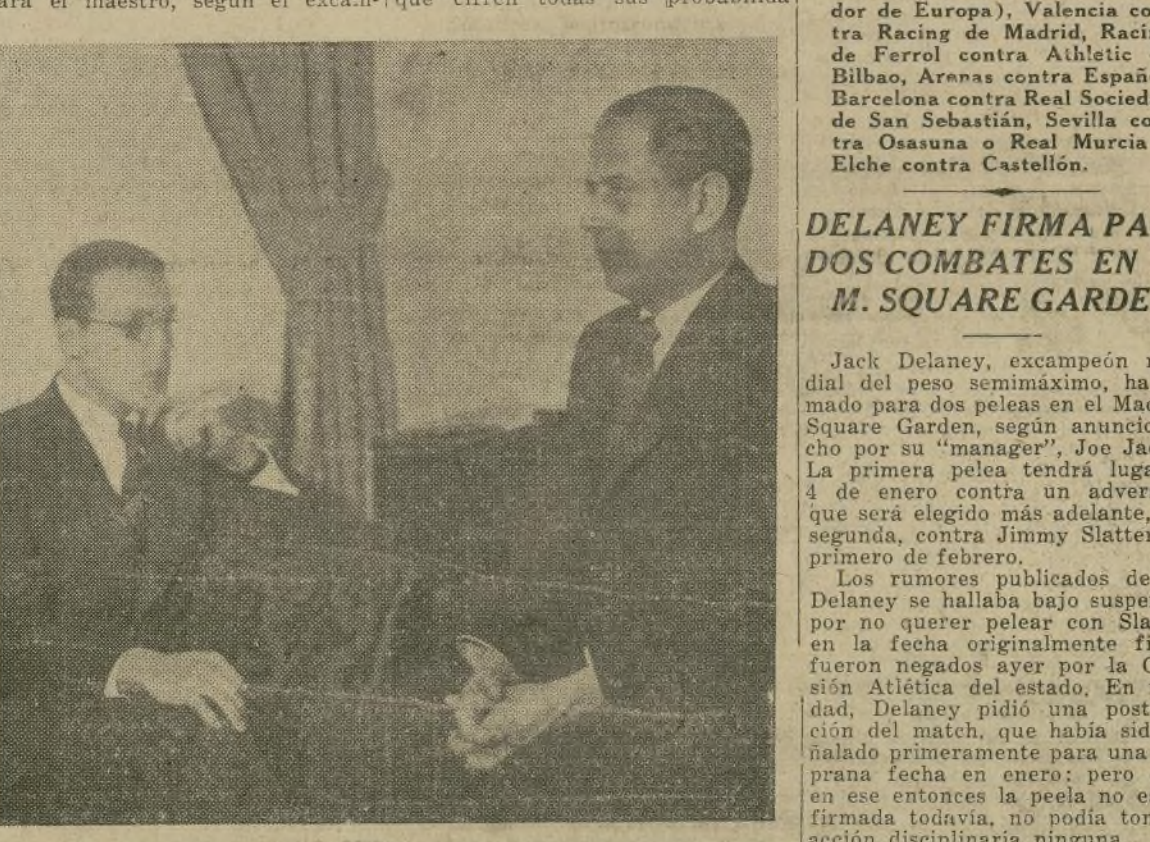 ara el maestro, según el
que cifren todas sus probabilida
dor de Europa), Valencia co
tra Racing de Madrid, Raci
de Ferrol contra Athletic
Bilbao, Arenas contra Españ
Barcelona contra Real Socied
de San Sebastián, Sevilla co
tra Osasuna o Real Murcia
Elche contra Castellón.
DELANEY FIRMA PA
DOS COMBATES EN
M. SQUARE GARDE
Jack Delaney, excampeón
dial del peso semimáximo, ha
mado para dos peleas en el Mad
Square Garden, según anuncio
cho por su "manager", Joe Jac
La primera pelea tendrá luga
4 de enero contra un advers
que será elegido más adelante,
segunda, contra Jimmy Slatter
primero de febrero.
Los rumores publicados de
Delaney se hallaba bajo suspe
por no querer pelear con Sla
en la fecha originalmente fi
fueron negados ayer por la C
sión Atlética del estado. En
dad, Delaney pidió una post
ción del match, que había sid
ñalado primeramente para una
prana fecha en enero; pero
en ese entonces la peela no e
firmada todavía, no podía tom
acción disciplinaria ninguna.